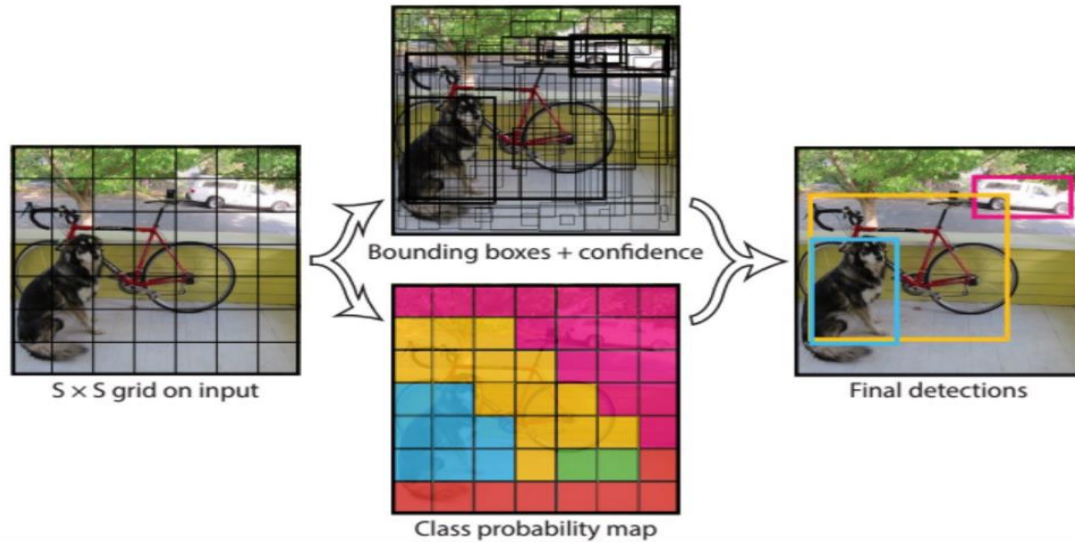 Bounding boxes + confidence
S × S grid on input
Final detections
Class probability map